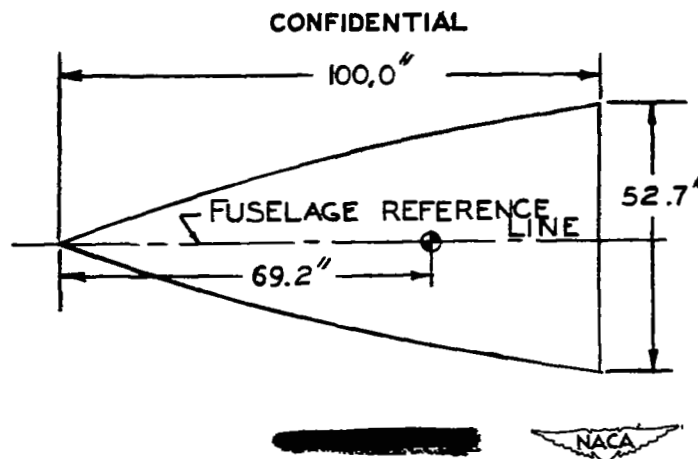 CONFIDENTIAL
100.0"
52.7"
FUSELAGE REFERENCE
LINE
69.2"
NACA